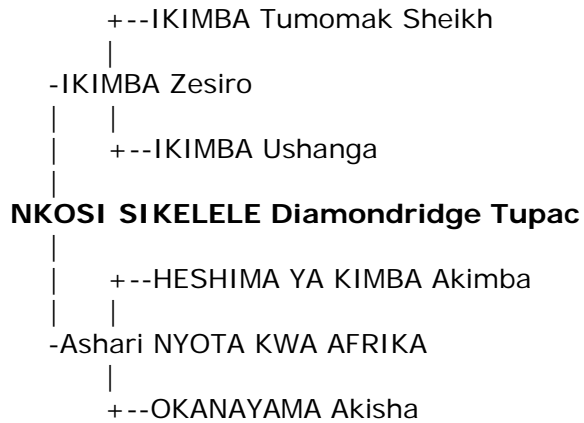 +--IKIMBA Tumomak Sheikh
|
-IKIMBA Zesiro
| |
| +--IKIMBA Ushanga
|
NKOSI SIKELELE Diamondridge Tupac
|
| +--HESHIMA YA KIMBA Akimba
| |
-Ashari NYOTA KWA AFRIKA
|
+--OKANAYAMA Akisha